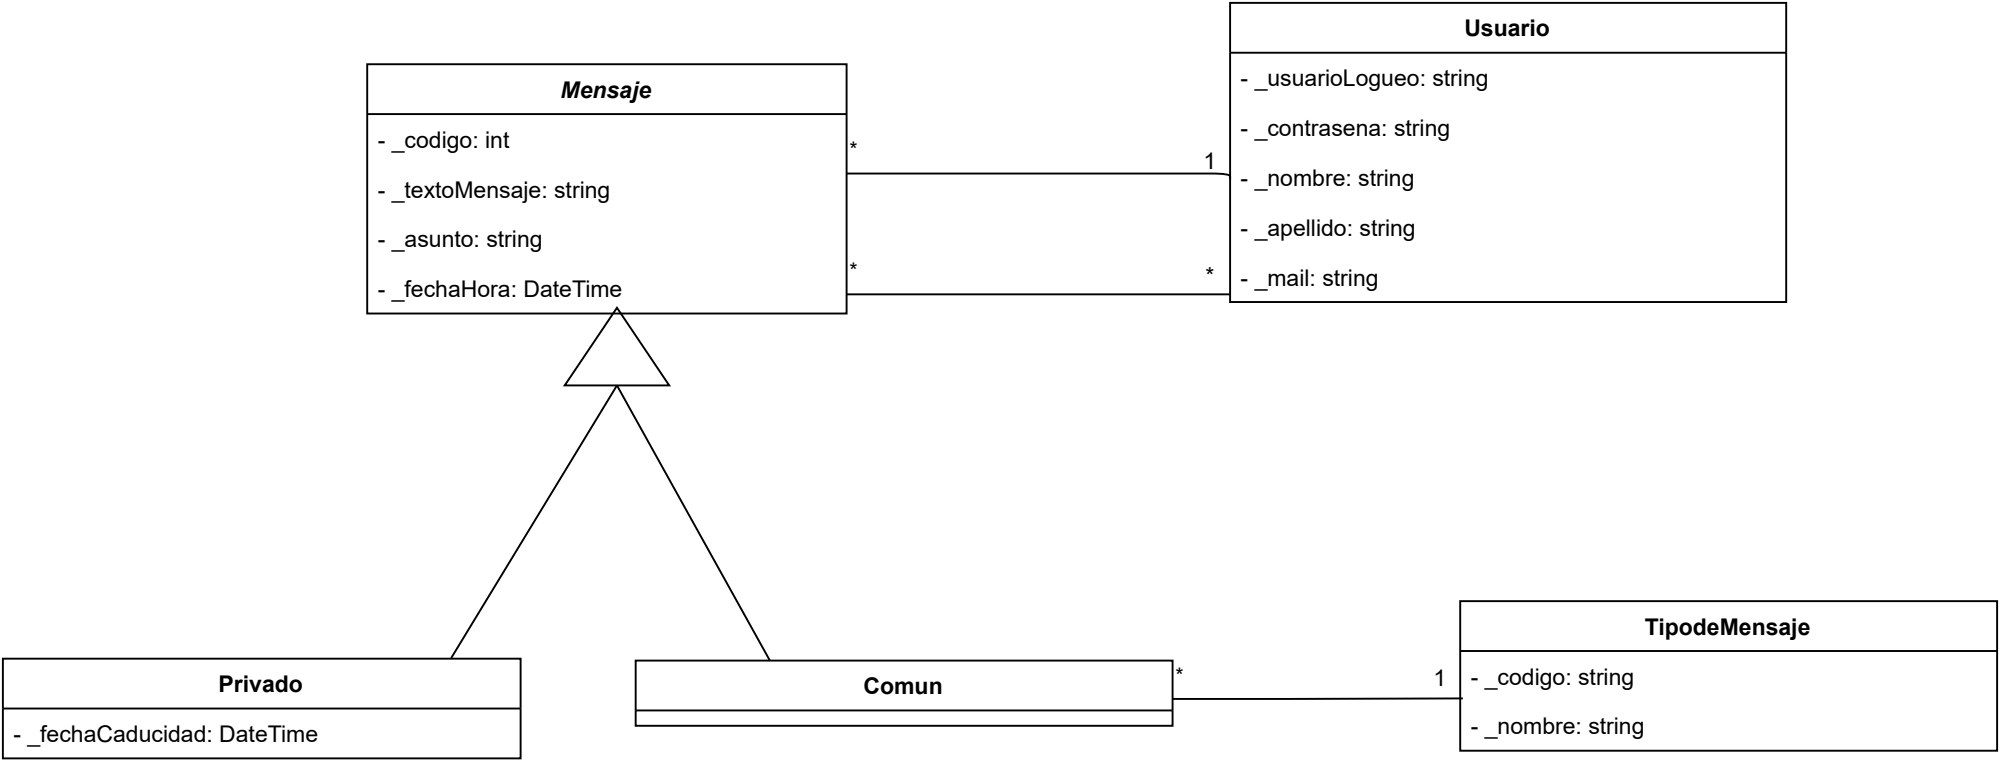 Usuario
- _usuarioLogueo: string
- _contrasena: string
- _nombre: string
- _apellido: string
- _mail: string
Mensaje
- _codigo: int
- _textoMensaje: string
- _asunto: string
- _fechaHora: DateTime
*
1
*
*
Privado
- _fechaCaducidad: DateTime
Comun
*
1
TipodeMensaje
- _codigo: string
- _nombre: string